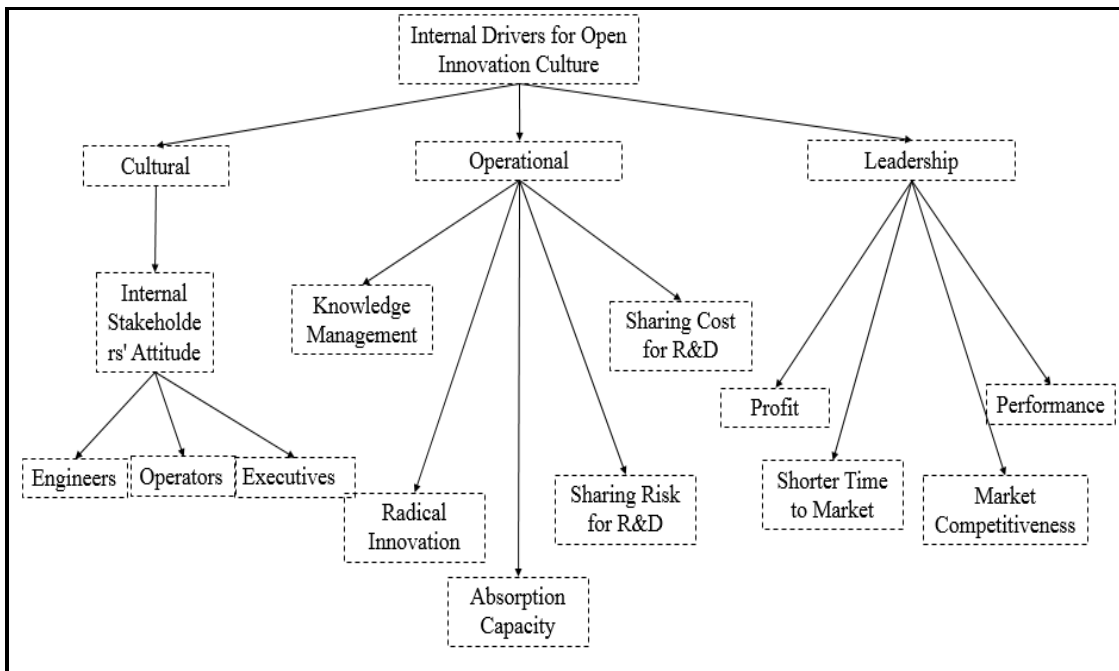 Internal Drivers for Open
Innovation Culture
Cultural
Operational
Leadership
Internal
Stakeholde
rs' Attitude
Knowledge
Management
Sharing Cost
for R&D
Profit
Performance
Engineers
Operators
Executives
Radical
Innovation
Sharing Risk
for R&D
Shorter Time
to Market
Market
Competitiveness
Absorption
Capacity